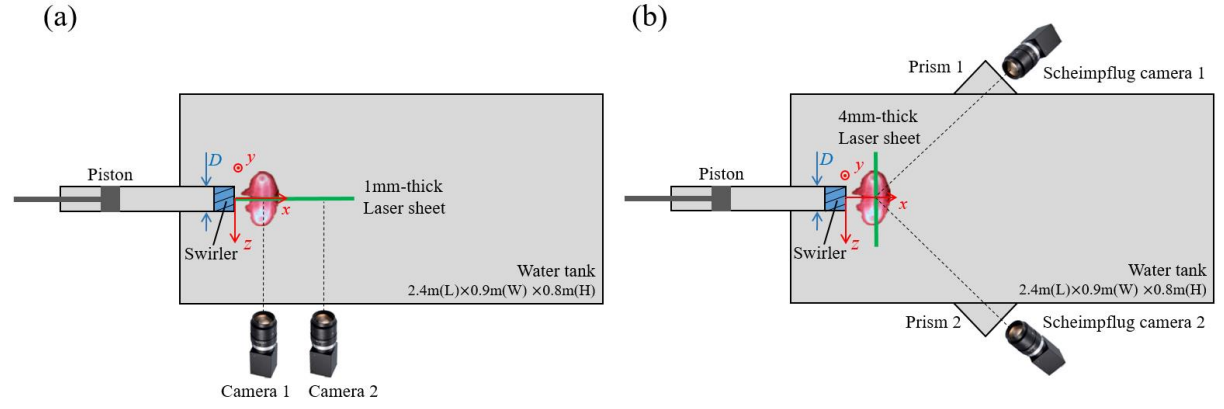 (a)
D
y
Piston
1mm-thick
Laser sheet
x
Swirler
z
Water tank
2.4m(L)×0.9m(W) ×0.8m(H)
Camera 1
Camera 2
(b)
Prism 1
Scheimpflug camera 1
4mm-thick
Laser sheet
D
y
Piston
x
Swirler
z
Water tank
2.4m(L)×0.9m(W) ×0.8m(H)
Prism 2
Scheimpflug camera 2